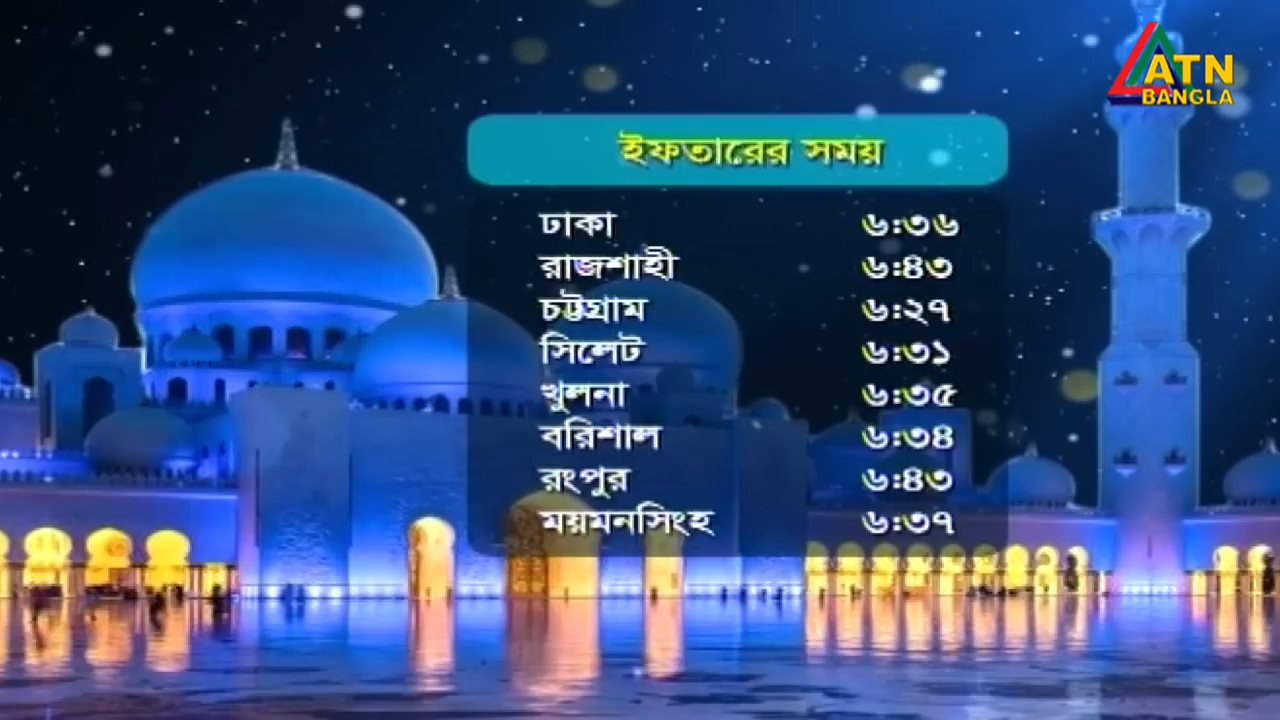 ATN
BANGLA
ইফতারের সময়
ঢাকা ৬:৩৬
রাজশাহী ৬:৪৩
চট্টগ্রাম ৬:২৭
সিলেট ৬:৩১
খুলনা ৬:৩৫
বরিশাল ৬:৩৪
রংপুর ৬:৪৩
ময়মনসিংহ ৬:৩৭